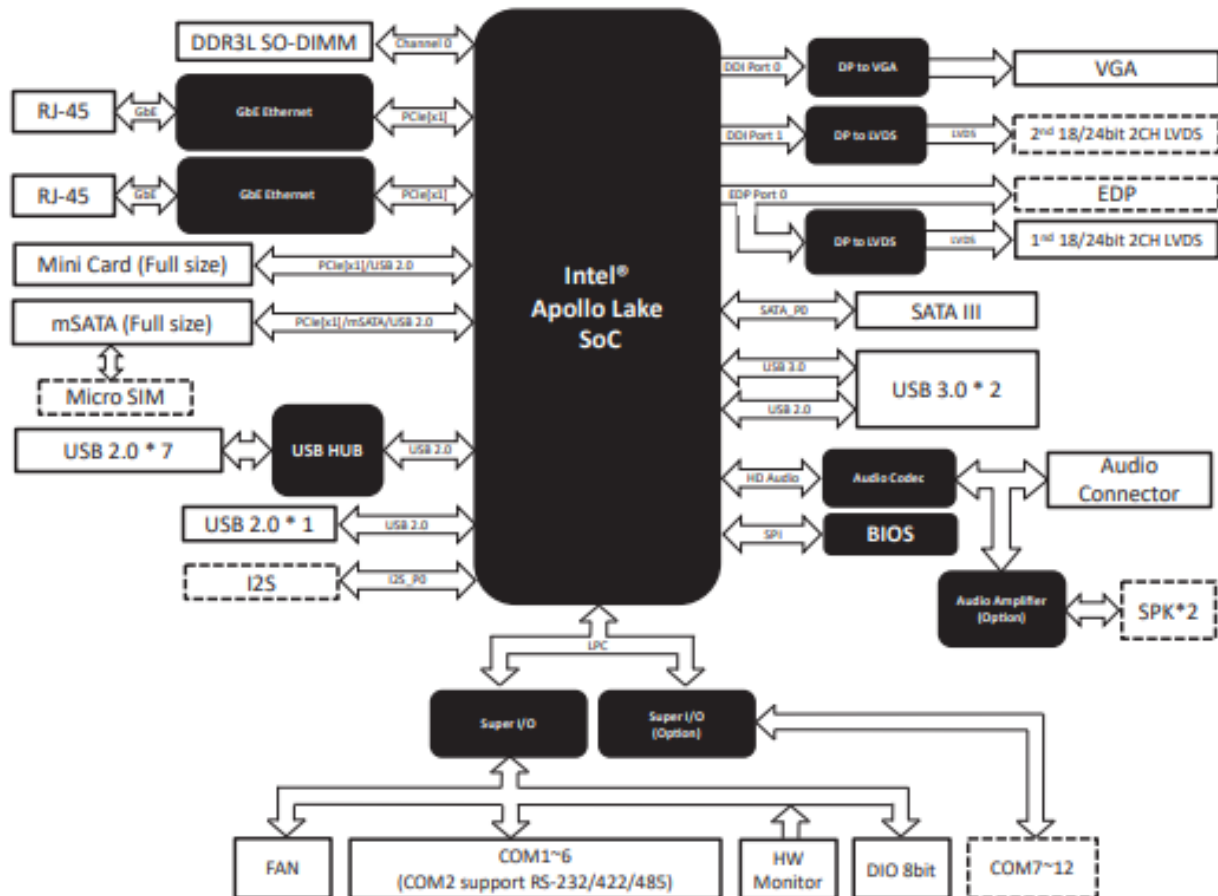 DDR3L SO-DIMM
Channel 0
RJ-45
GbE
GbE Ethernet
PCIe[x1[
RJ-45
GbE
GbE Ethernet
PCIe[x1]
Mini Card (Full size)
PCIe[x1]/USB 2.0
mSATA (Full size)
PCIe[x1]/mSATA/USB 2.0
Micro SIM
USB 2.0 * 7
USB HUB
USB 2.0
USB 2.0 * 1
USB 2.0
I2S
I2S_P0
Intel®
Apollo Lake
SoC
DDI Port 0
DP to VGA
VGA
DDI Port 1
DP to LVDS
LVDS
2nd 18/24bit 2CH LVDS
EDP Port 0
EDP
DP to LVDS
LVDS
1nd 18/24bit 2CH LVDS
SATA_P0
SATA III
USB 3.0
USB 2.0
USB 3.0 * 2
HD Audio
Audio Codec
Audio
Connector
SPI
BIOS
Audio Amplifier
(Option)
SPK*2
LPC
Super I/O
Super I/O
(Option)
FAN
COM1~6
(COM2 support RS-232/422/485)
HW
Monitor
DIO 8bit
COM7~12